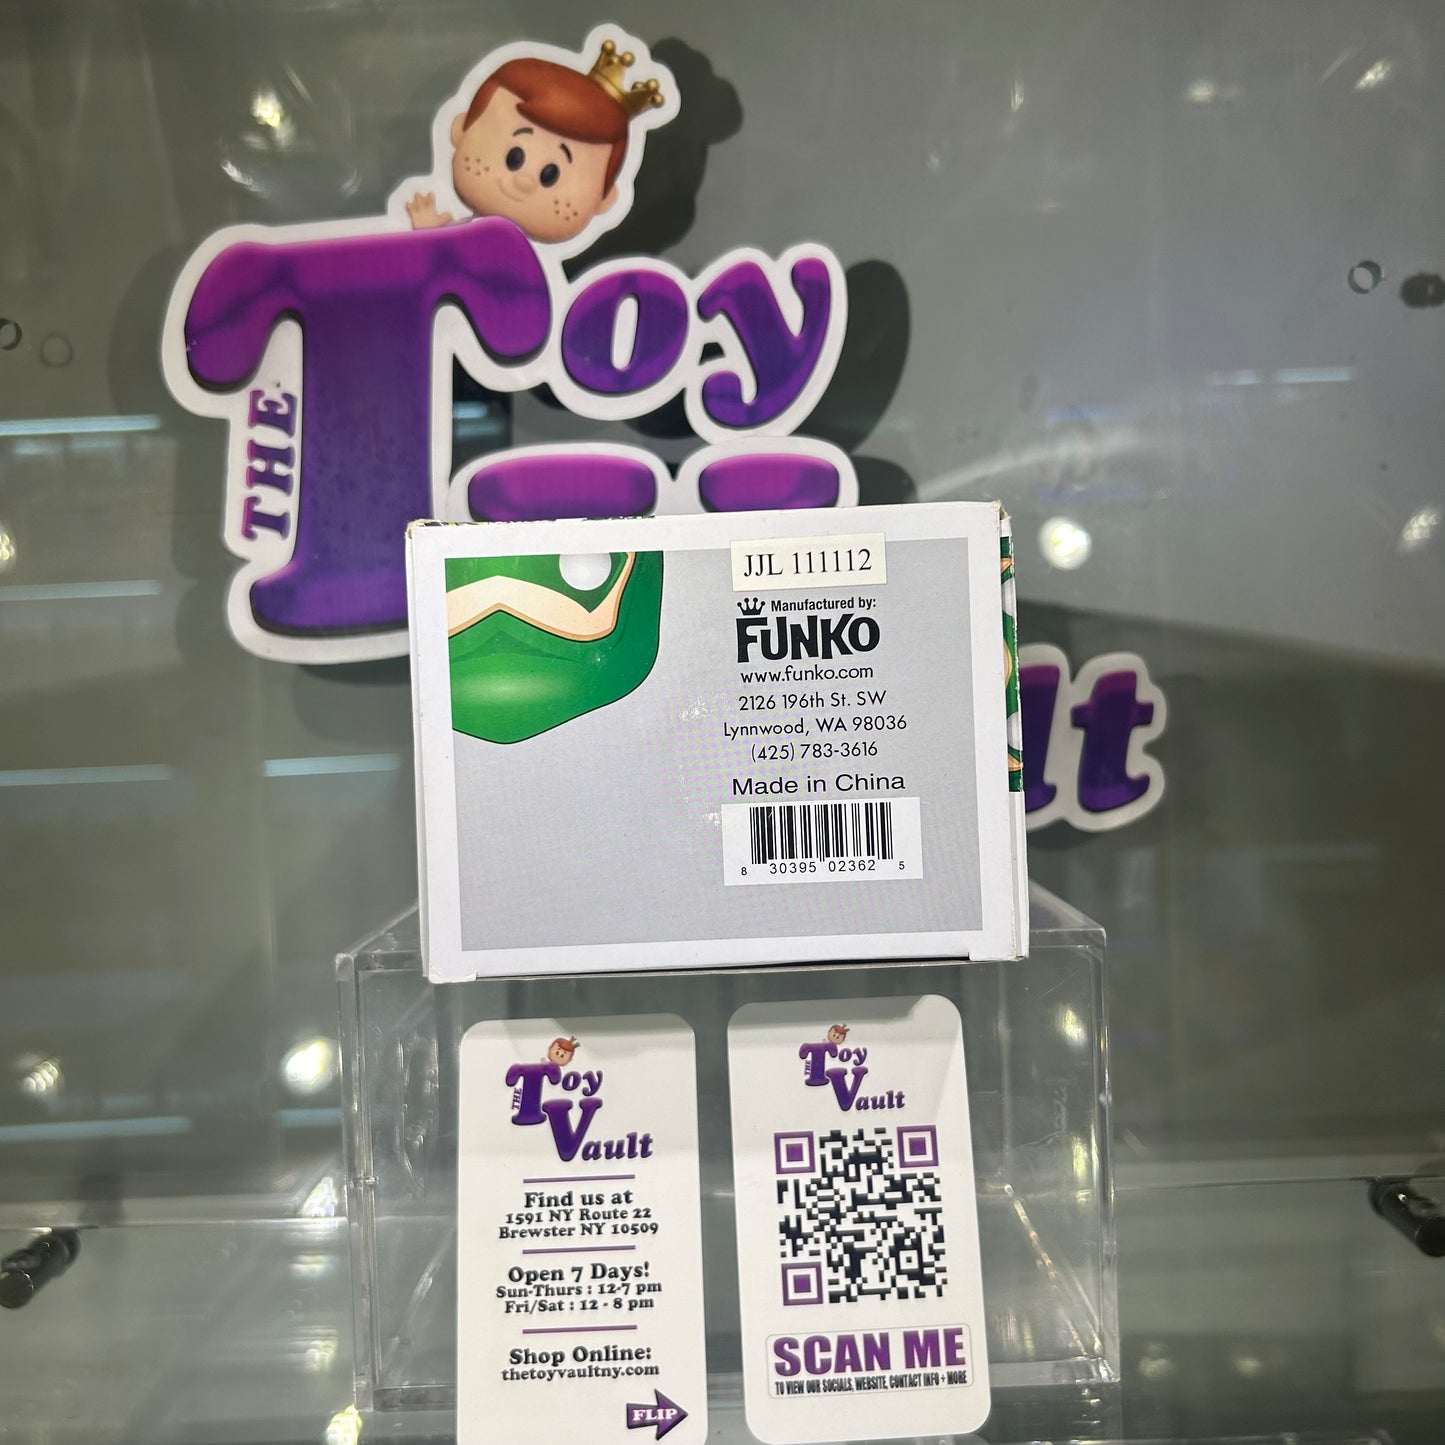 THE
Toy
lt
JJL 111112
Manufactured by:
FUNKO
www.funko.com
2126 196th St. SW
Lynnwood, WA 98036
(425) 783-3616
Made in China
8 30395 02362 5
THE
Toy
Vault
Find us at
1591 NY Route 22
Brewster NY 10509
Open 7 Days!
Sun-Thurs : 12-7 pm
Fri/Sat : 12 - 8 pm
Shop Online:
thetoyvaultny.com
FLIP
THE
Toy
Vault
SCAN ME
TO VIEW OUR SOCIALS, WEBSITE, CONTACT INFO + MORE